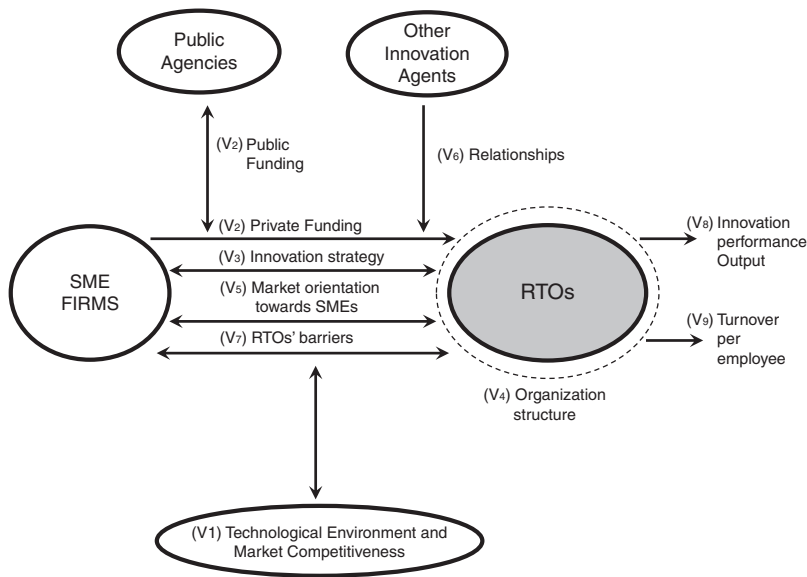 Public
Agencies
Other
Innovation
Agents
(V2) Public
Funding
(V6) Relationships
(V2) Private Funding
(V3) Innovation strategy
(V5) Market orientation
towards SMEs
(V7) RTOs' barriers
SME
FIRMS
RTOs
(V8) Innovation
performance
Output
(V9) Turnover
per
employee
(V4) Organization
structure
(V1) Technological Environment and
Market Competitiveness